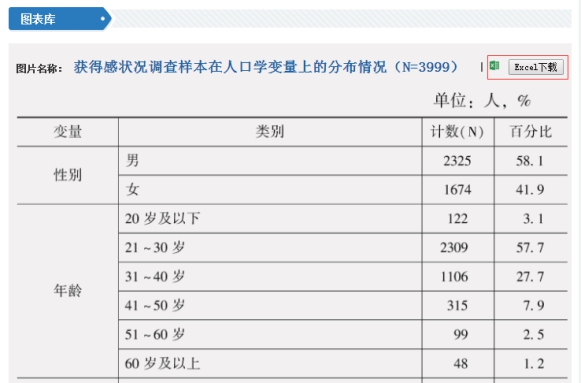 图表库
图片名称： 获得感状况调查样本在人口学变量上的分布情况（N=3999） | Excel下载
单位：人，%
变量 类别 计数(N) 百分比
性别 男 2325 58.1
女 1674 41.9
年龄 20 岁及以下 122 3.1
21~30 岁 2309 57.7
31~40 岁 1106 27.7
41~50 岁 315 7.9
51~60 岁 99 2.5
60 岁及以上 48 1.2